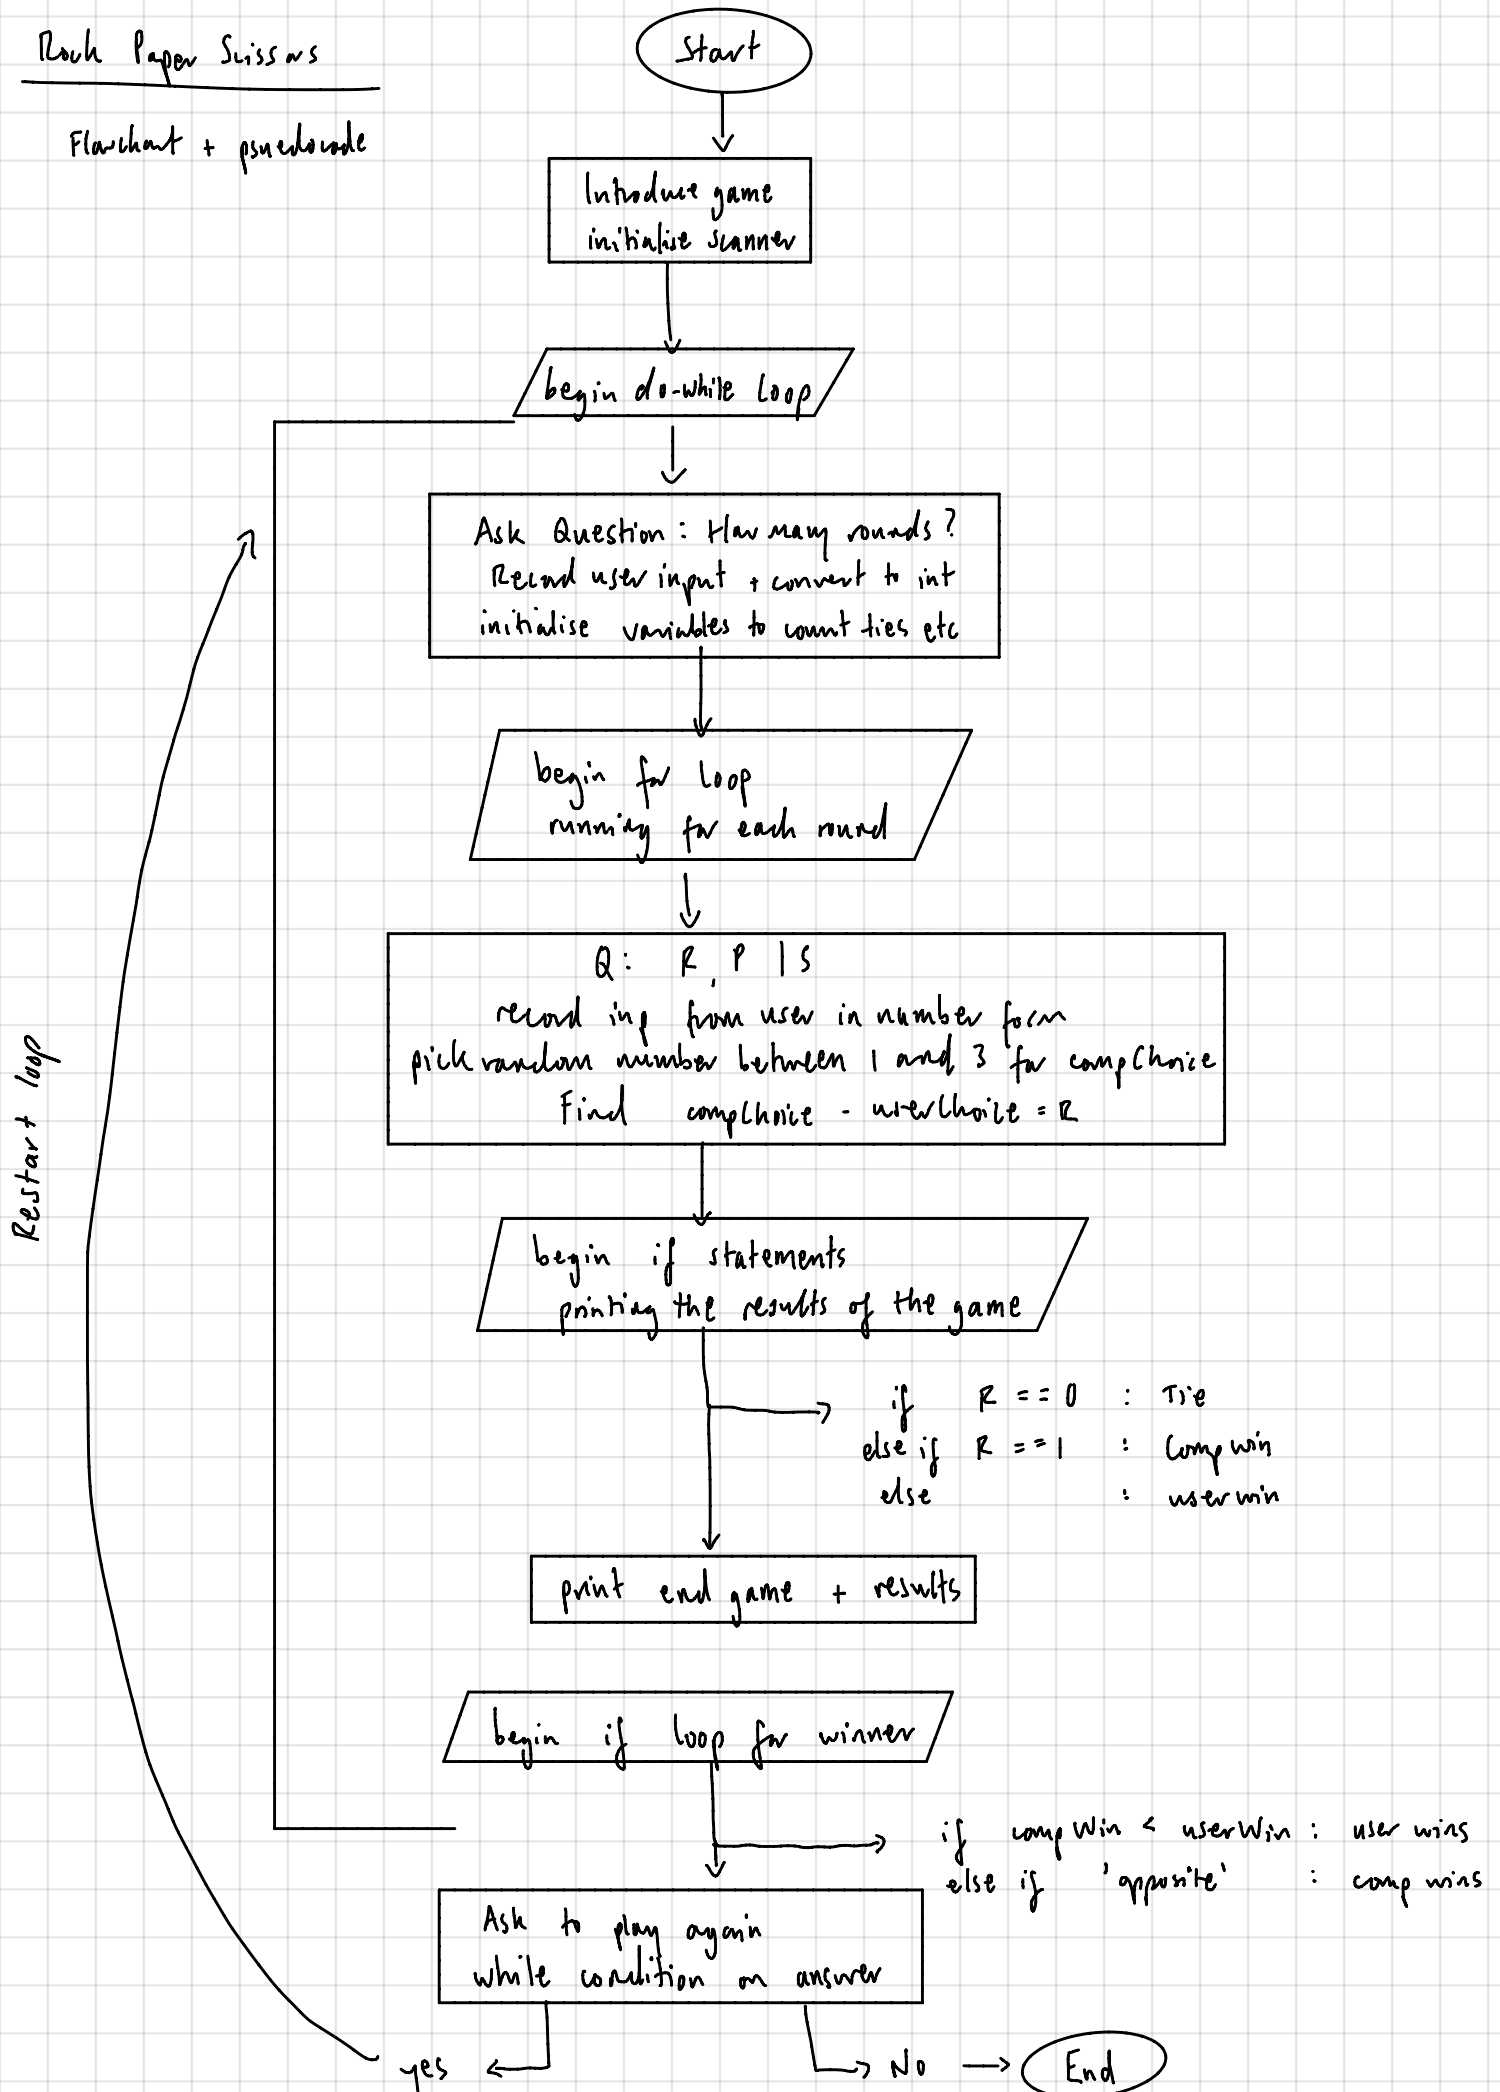 Rock Paper Scissors
Flowchart + psuedocode
Start
Introduce game
initialise scanner
begin do-while loop
Ask Question : How many rounds?
Record user input + convert to int
initialise variables to count ties etc
begin for loop
running for each round
Q: R, P | S
record inp from user in number form
pick random number between 1 and 3 for compChoice
Find compChoice - userChoice = R
begin if statements
printing the results of the game
if R == 0 : Tie
else if R == 1 : Comp win
else : user win
print end game + results
begin if loop for winner
if compWin < userWin : user wins
else if 'opposite' : comp wins
Ask to play again
while condition on answer
yes
No
End
Restart loop